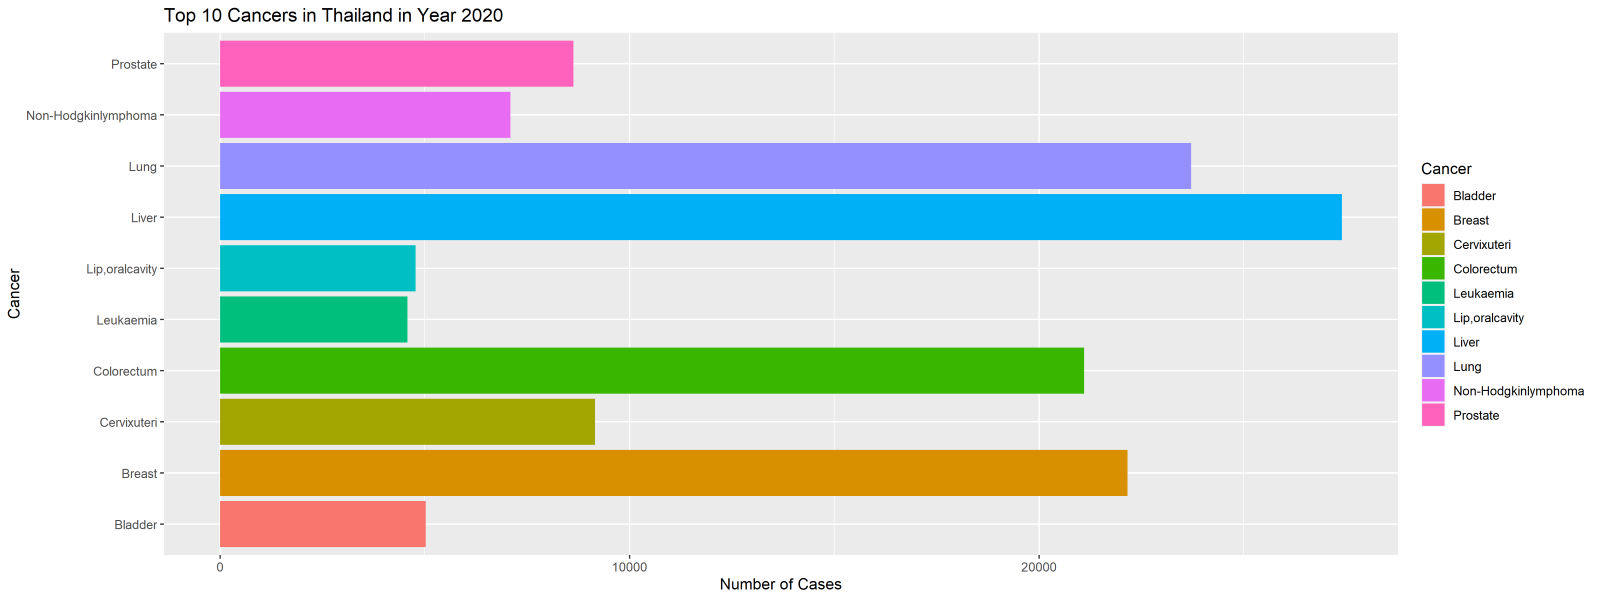 Top 10 Cancers in Thailand in Year 2020
Cancer
Prostate
Non-Hodgkinlymphoma
Lung
Liver
Lip,oralcavity
Leukaemia
Colorectum
Cervixuteri
Breast
Bladder
0 10000 20000
Number of Cases
Cancer
Bladder
Breast
Cervixuteri
Colorectum
Leukaemia
Lip,oralcavity
Liver
Lung
Non-Hodgkinlymphoma
Prostate